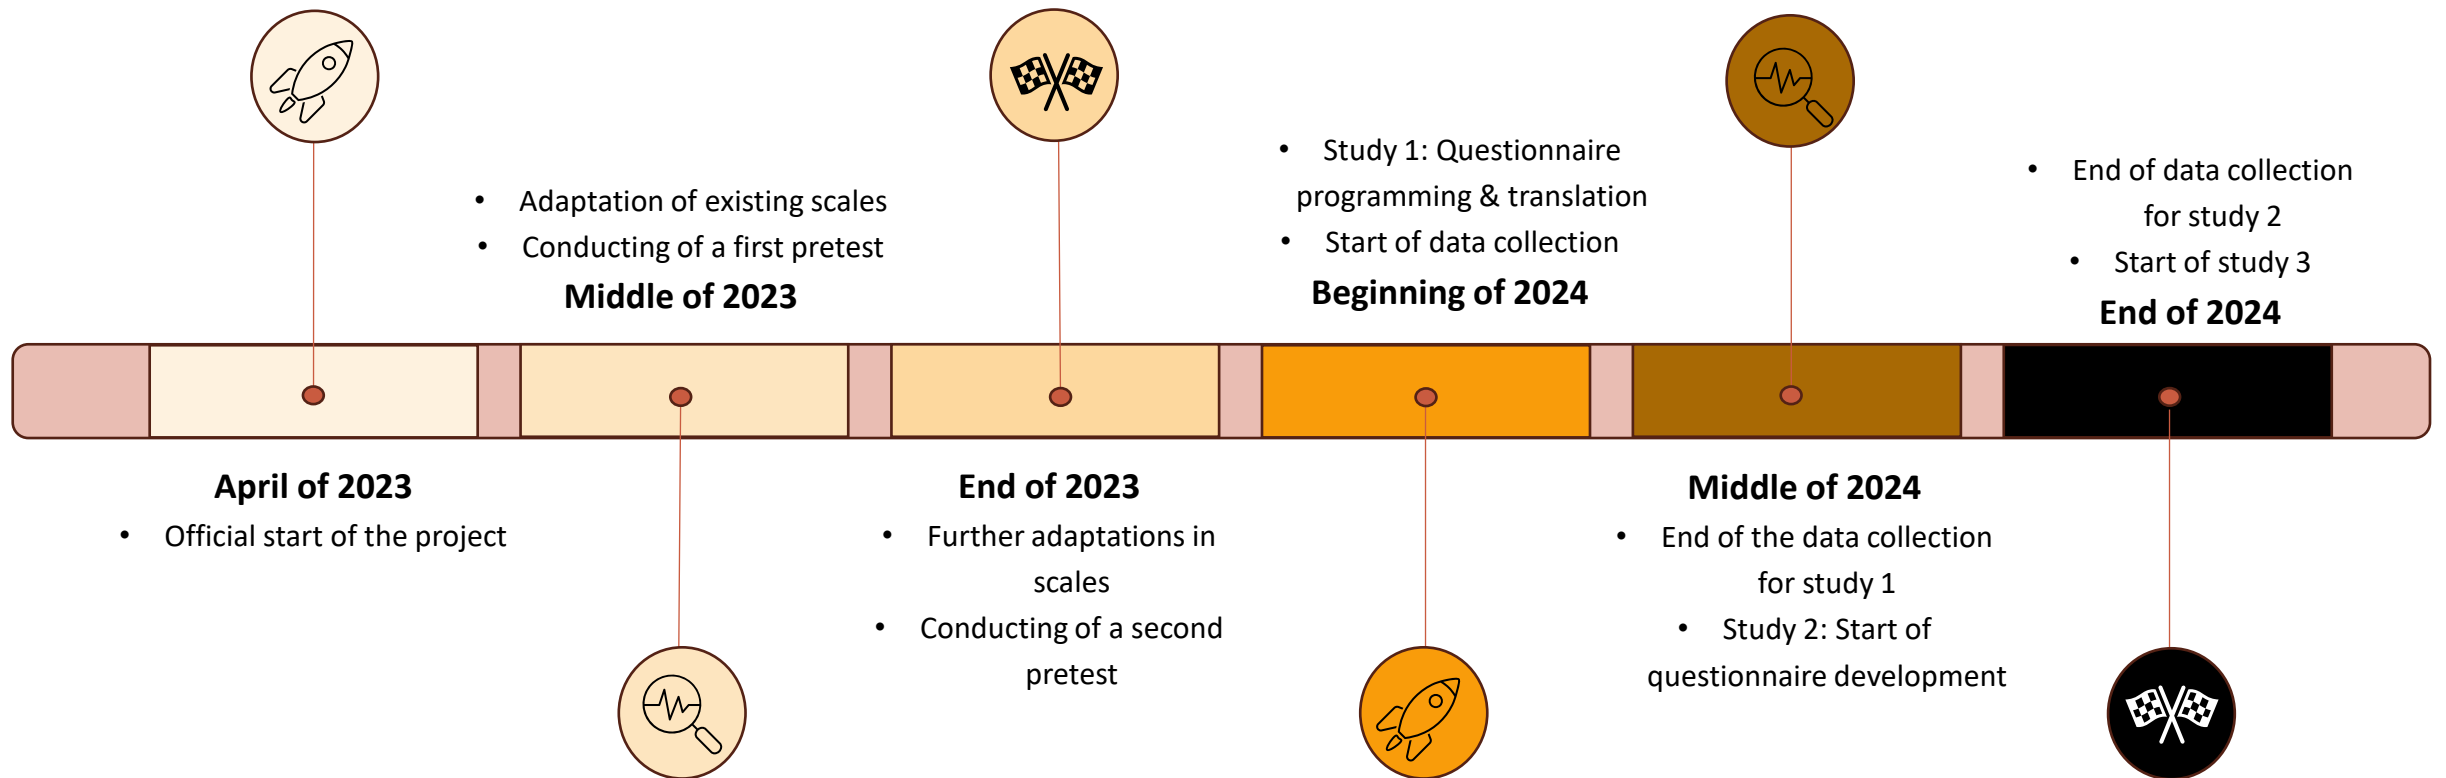 April of 2023
• Official start of the project
• Adaptation of existing scales
• Conducting of a first pretest
Middle of 2023
End of 2023
• Further adaptations in
scales
• Conducting of a second
pretest
• Study 1: Questionnaire
programming & translation
• Start of data collection
Beginning of 2024
Middle of 2024
• End of the data collection
for study 1
• Study 2: Start of
questionnaire development
• End of data collection
for study 2
• Start of study 3
End of 2024